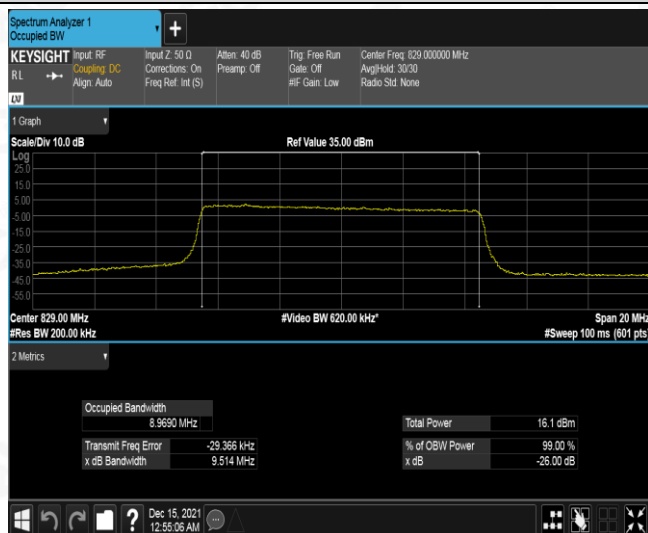 Spectrum Analyzer 1
Occupied BW
+
KEYSIGHT
RL
LXI
Input: RF
Coupling: DC
Align: Auto
Input Z: 50 Ω
Corrections: On
Freq Ref: Int (S)
Atten: 40 dB
Preamp: Off
Trig: Free Run
Gate: Off
#IF Gain: Low
Center Freq: 829.000000 MHz
Avg|Hold: 30/30
Radio Std: None
1 Graph
Scale/Div 10.0 dB
Ref Value 35.00 dBm
Log
25.0
15.0
5.00
-5.00
-15.0
-25.0
-35.0
-45.0
-55.0
Center 829.00 MHz
#Video BW 620.00 kHz*
Span 20 MHz
#Res BW 200.00 kHz
#Sweep 100 ms (601 pts)
2 Metrics
Occupied Bandwidth
8.9690 MHz
Total Power 16.1 dBm
Transmit Freq Error -29.366 kHz
% of OBW Power 99.00 %
x dB Bandwidth 9.514 MHz
x dB -26.00 dB
?
Dec 15, 2021
12:55:06 AM